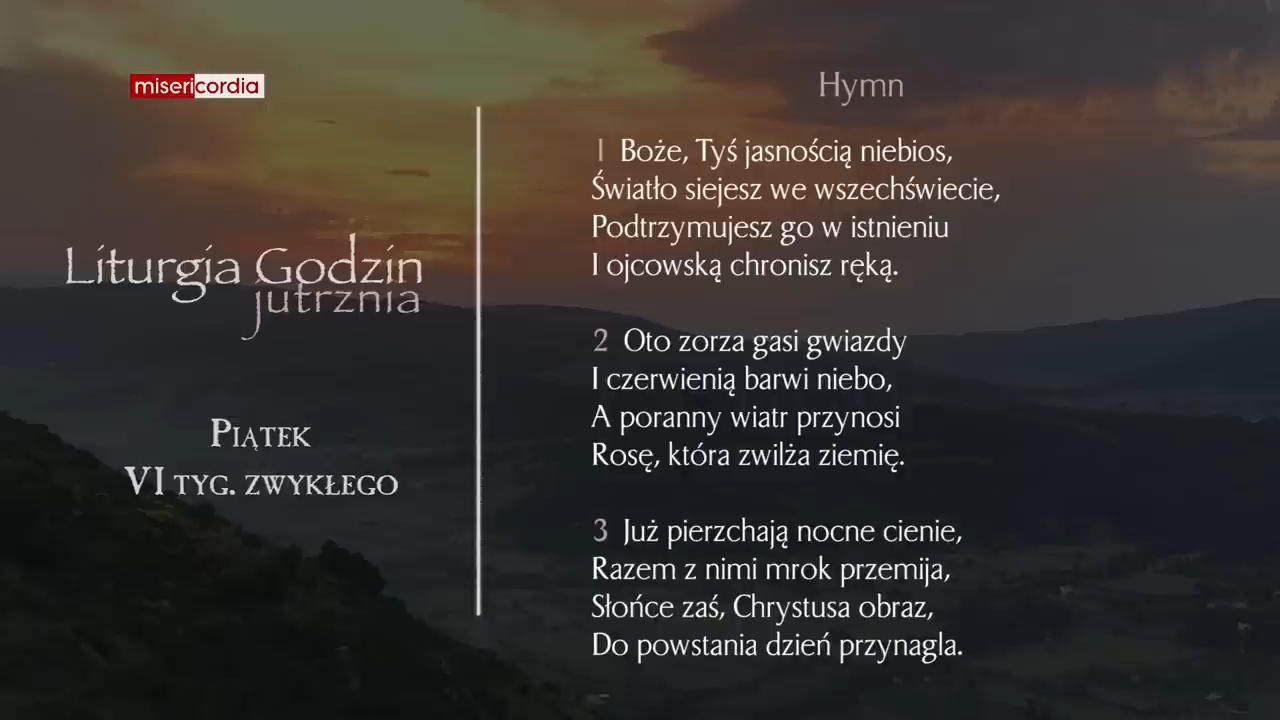 misericordia
Liturgia Godzin
jutrznia
Piątek
VI tyg. zwykłego
Hymn
1 Boże, Tyś jasnością niebios,
Światło siejesz we wszechświecie,
Podtrzymujesz go w istnieniu
I ojcowską chronisz ręką.
2 Oto zorza gasi gwiazdy
I czerwienią barwi niebo,
A poranny wiatr przynosi
Rosę, która zwilża ziemię.
3 Już pierzchają nocne cienie,
Razem z nimi mrok przemija,
Słońce zaś, Chrystusa obraz,
Do powstania dzień przynagla.